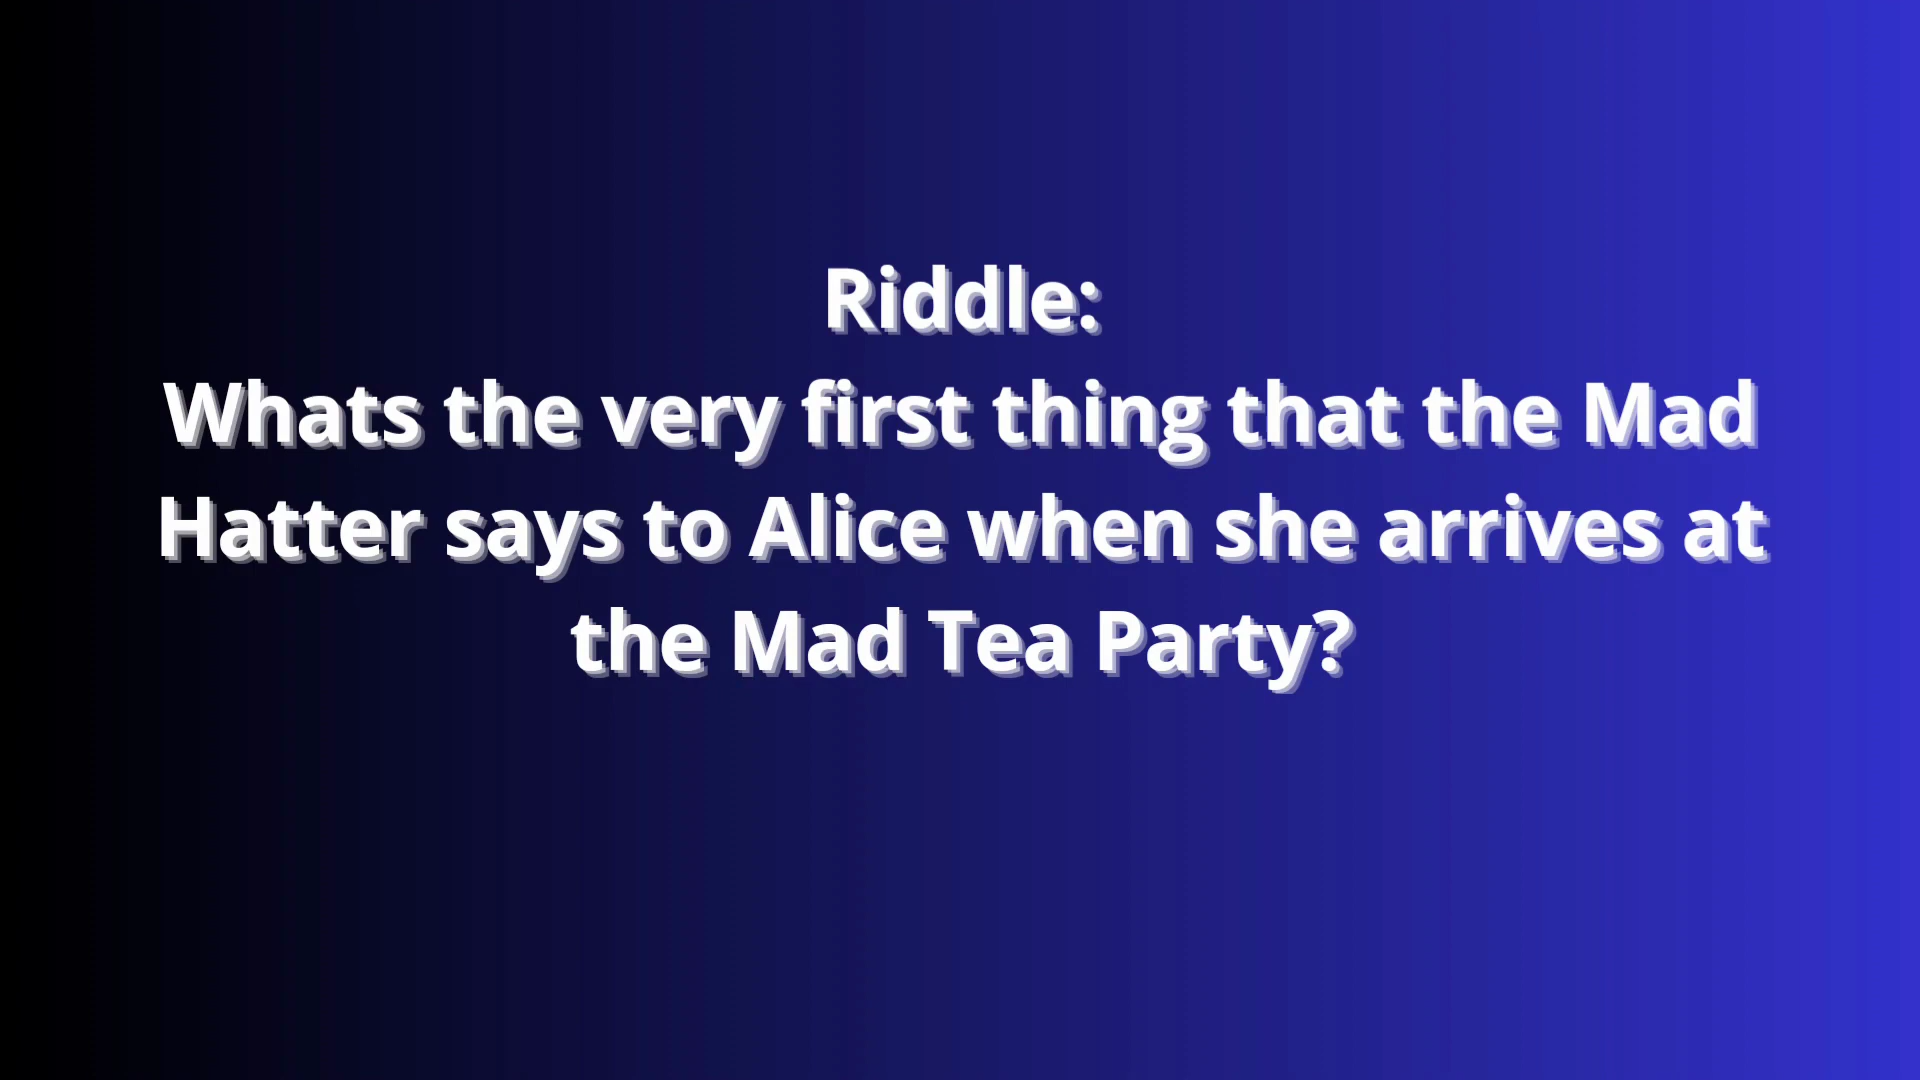 Riddle:
Whats the very first thing that the Mad
Hatter says to Alice when she arrives at
the Mad Tea Party?